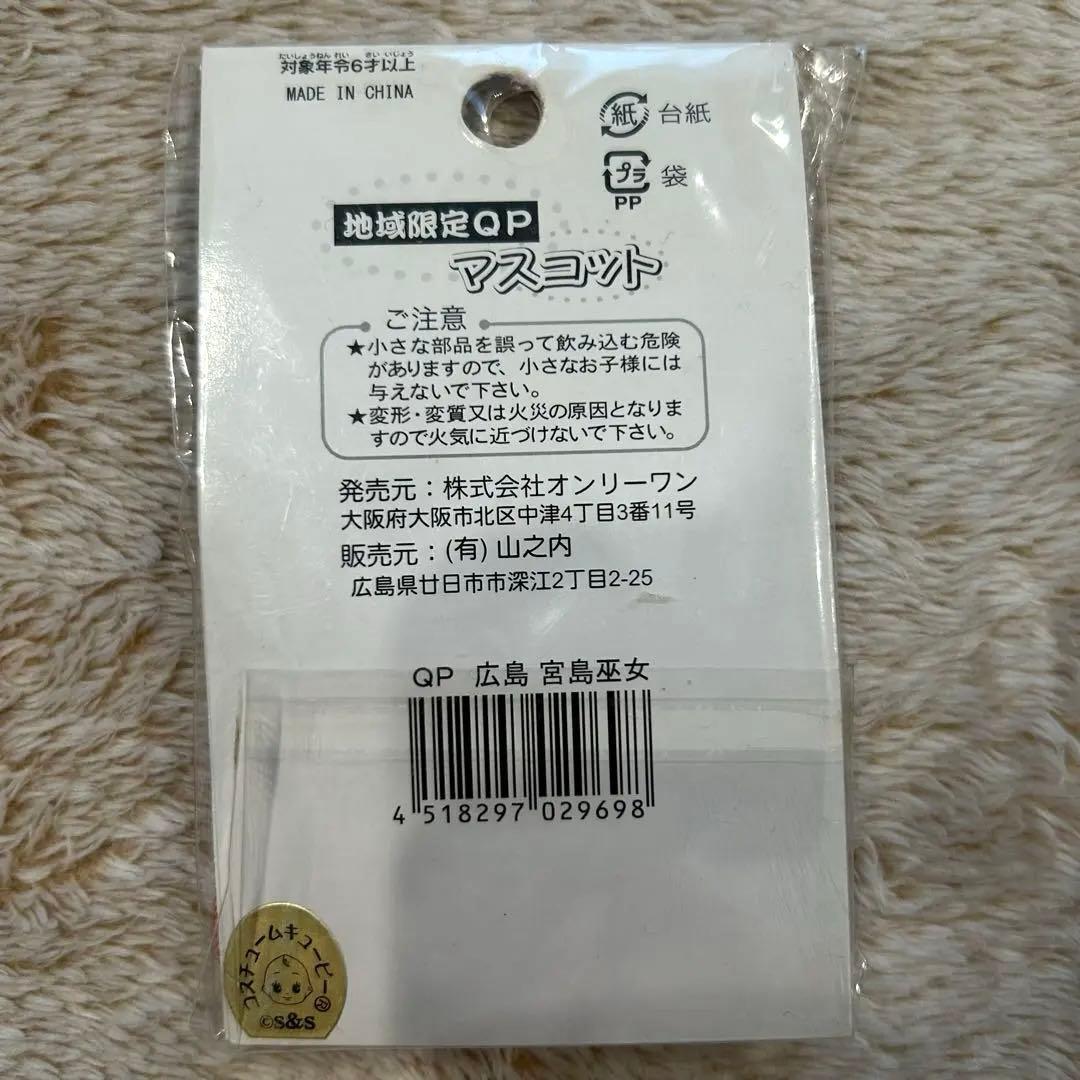 たいしょうねんれい さい いじょう
対象年令6才以上
MADE IN CHINA
紙 台紙
プラ 袋
PP
地域限定QP
マスコット
ご注意
★小さな部品を誤って飲み込む危険
がありますので、小さなお子様には
与えないで下さい。
★変形・変質又は火災の原因となりま
すので火気に近づけないで下さい。
発売元：株式会社オンリーワン
大阪府大阪市北区中津4丁目3番11号
販売元：(有)山之内
広島県廿日市市深江2丁目2-25
QP 広島 宮島巫女
4 518297 029698
コスチュームキューピー®
©S&S